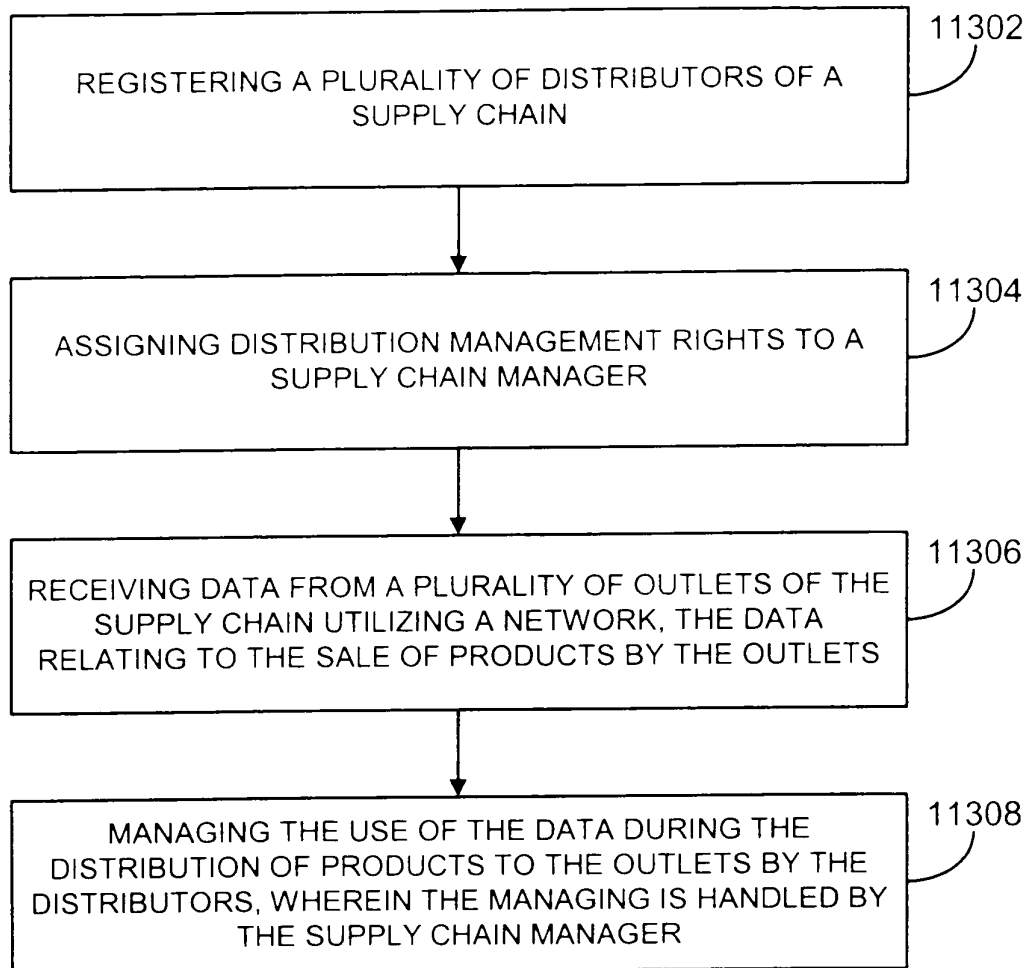 11302
REGISTERING A PLURALITY OF DISTRIBUTORS OF A
SUPPLY CHAIN
11304
ASSIGNING DISTRIBUTION MANAGEMENT RIGHTS TO A
SUPPLY CHAIN MANAGER
11306
RECEIVING DATA FROM A PLURALITY OF OUTLETS OF THE
SUPPLY CHAIN UTILIZING A NETWORK, THE DATA
RELATING TO THE SALE OF PRODUCTS BY THE OUTLETS
11308
MANAGING THE USE OF THE DATA DURING THE
DISTRIBUTION OF PRODUCTS TO THE OUTLETS BY THE
DISTRIBUTORS, WHEREIN THE MANAGING IS HANDLED BY
THE SUPPLY CHAIN MANAGER